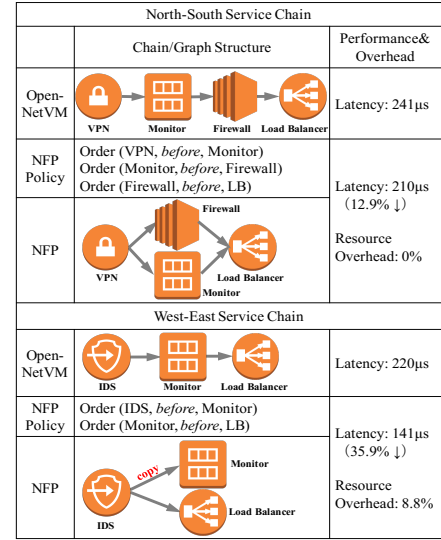 North-South Service Chain
Chain/Graph Structure
Performance&
Overhead
Open-
NetVM
VPN
Monitor
Firewall
Load Balancer
Latency: 241μs
NFP
Policy
Order (VPN, before, Monitor)
Order (Monitor, before, Firewall)
Order (Firewall, before, LB)
Latency: 210μs
(12.9% ↓)
Resource
Overhead: 0%
NFP
Firewall
VPN
Load Balancer
Monitor
West-East Service Chain
Open-
NetVM
IDS
Monitor
Load Balancer
Latency: 220μs
NFP
Policy
Order (IDS, before, Monitor)
Order (Monitor, before, LB)
Latency: 141μs
(35.9% ↓)
Resource
Overhead: 8.8%
NFP
copy
Monitor
IDS
Load Balancer